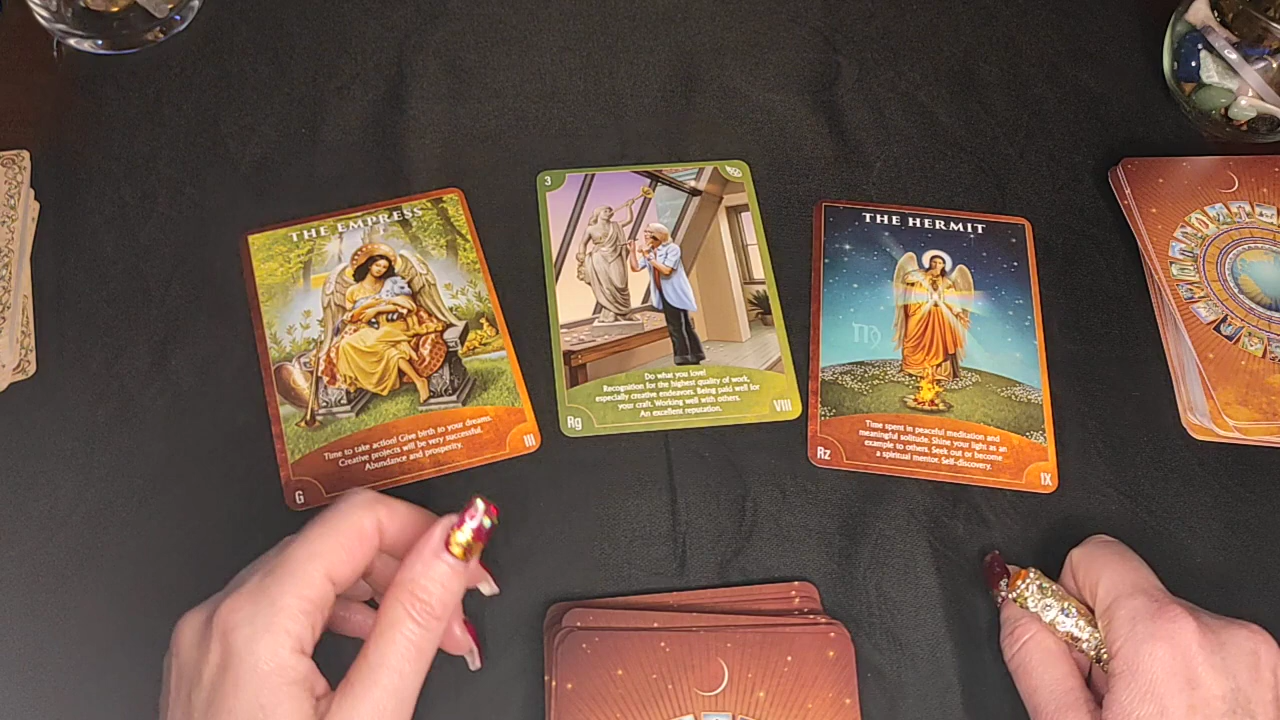 THE EMPRESS
Time to take action! Give birth to your dreams.
Creative projects will be very successful.
Abundance and prosperity.
G
III
3
Do what you love!
Recognition for the highest quality of work,
especially creative endeavors. Being paid well for
your craft. Working well with others.
An excellent reputation.
Rg
VIII
THE HERMIT
Time spent in peaceful meditation and
meaningful solitude. Shine your light as an
example to others. Seek out or become
a spiritual mentor. Self-discovery.
Rz
IX